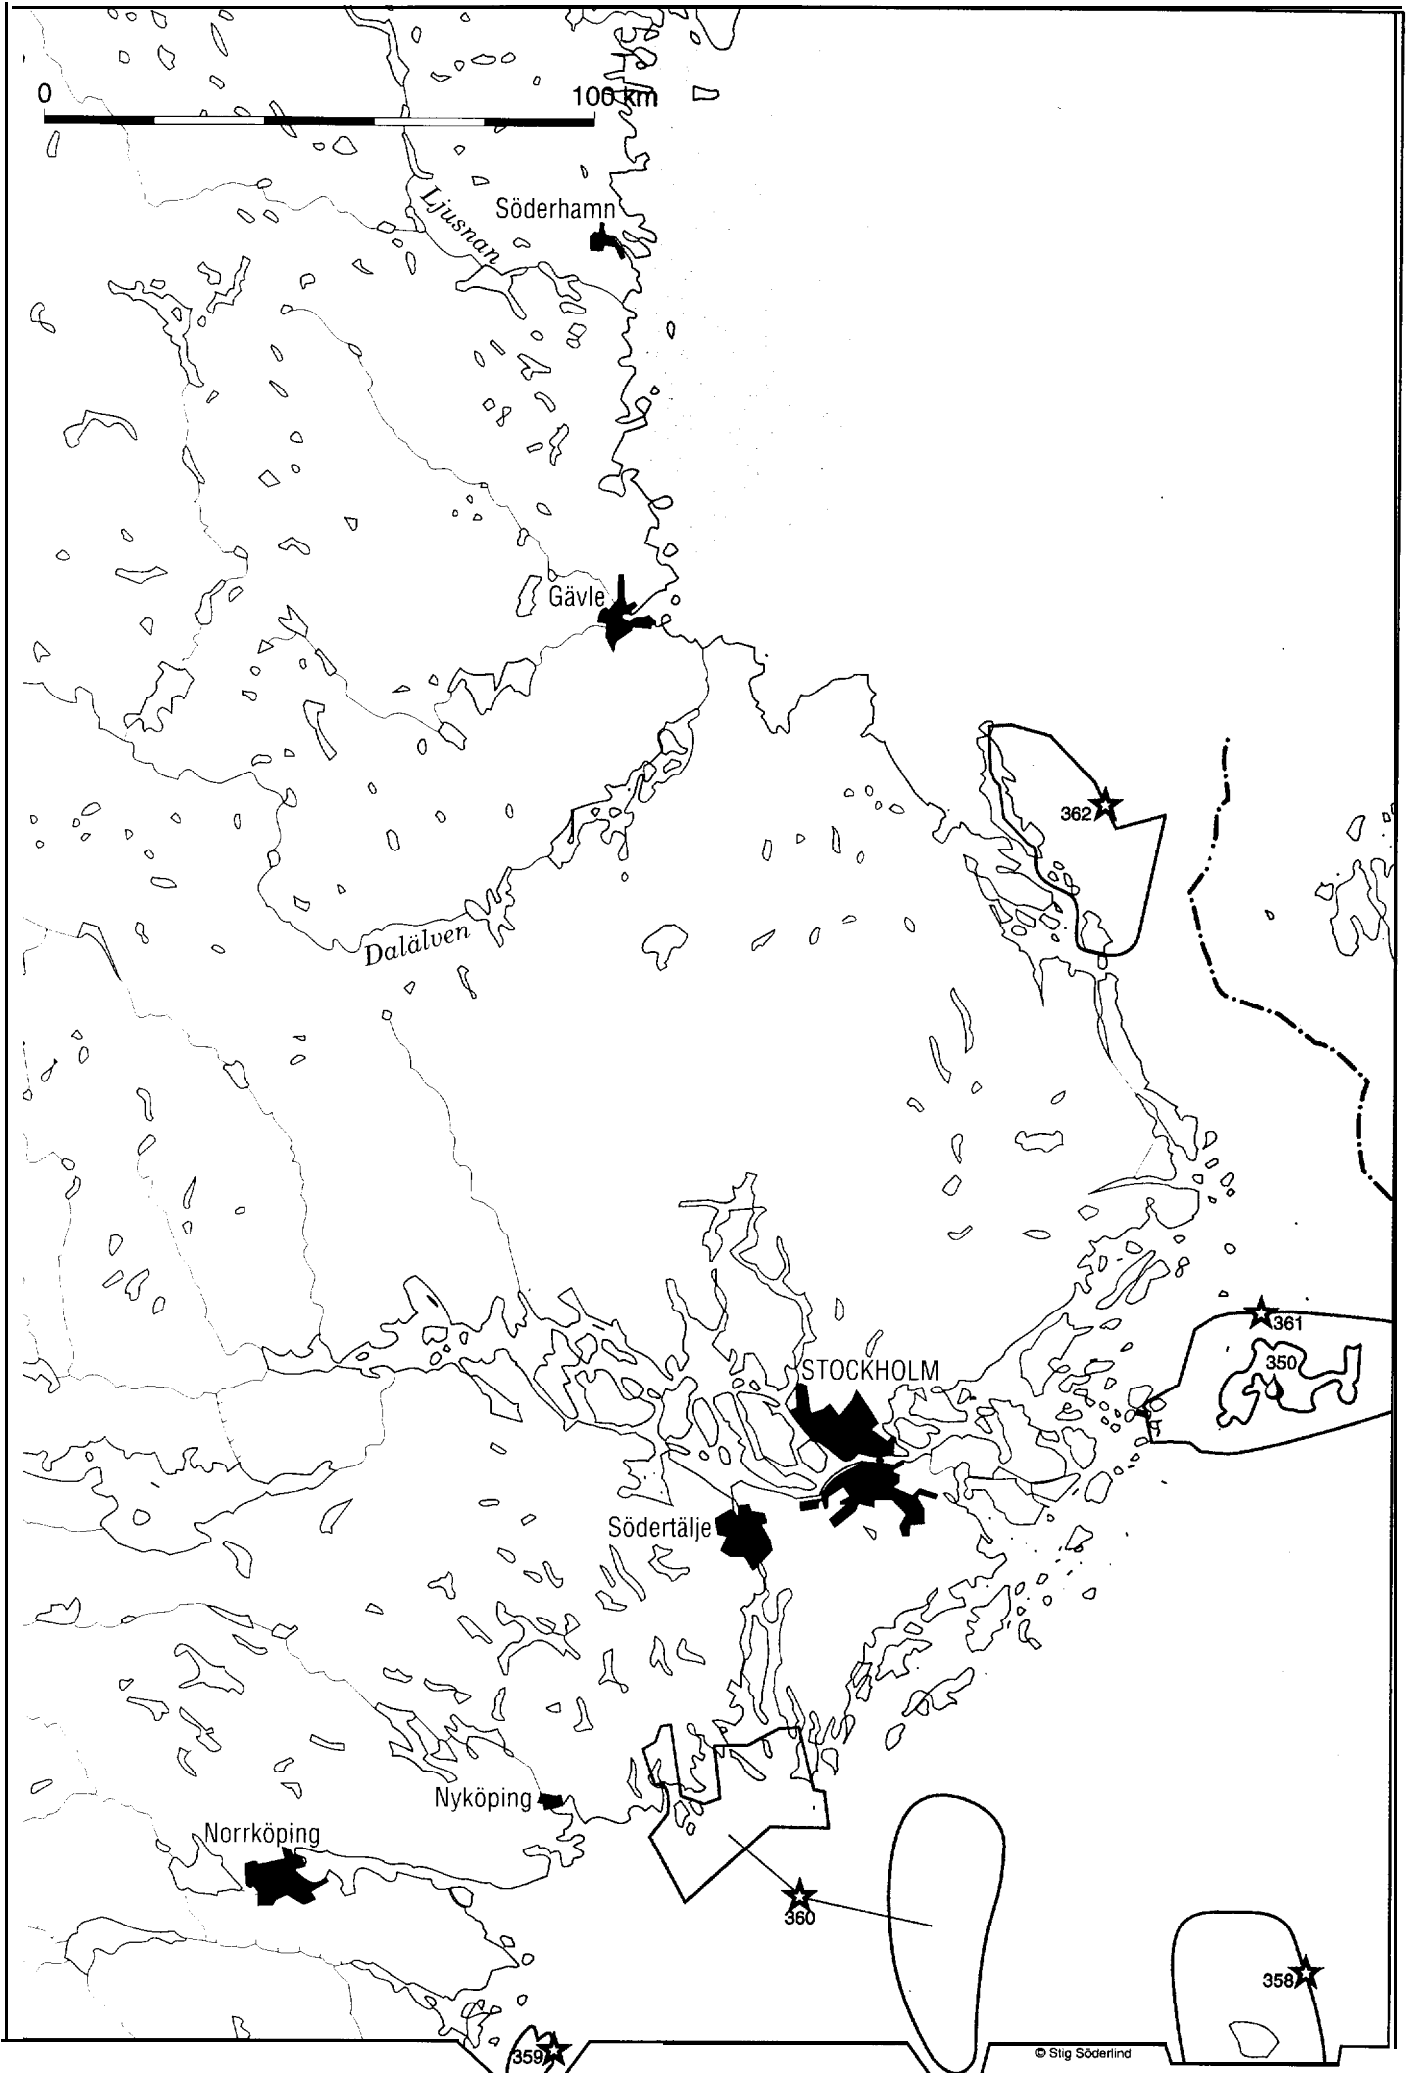 0
100 km
Ljusnan
Söderhamn
Gävle
362
Dalälven
361
350
STOCKHOLM
Södertälje
Nyköping
Norrköping
360
358
359
© Stig Söderlind